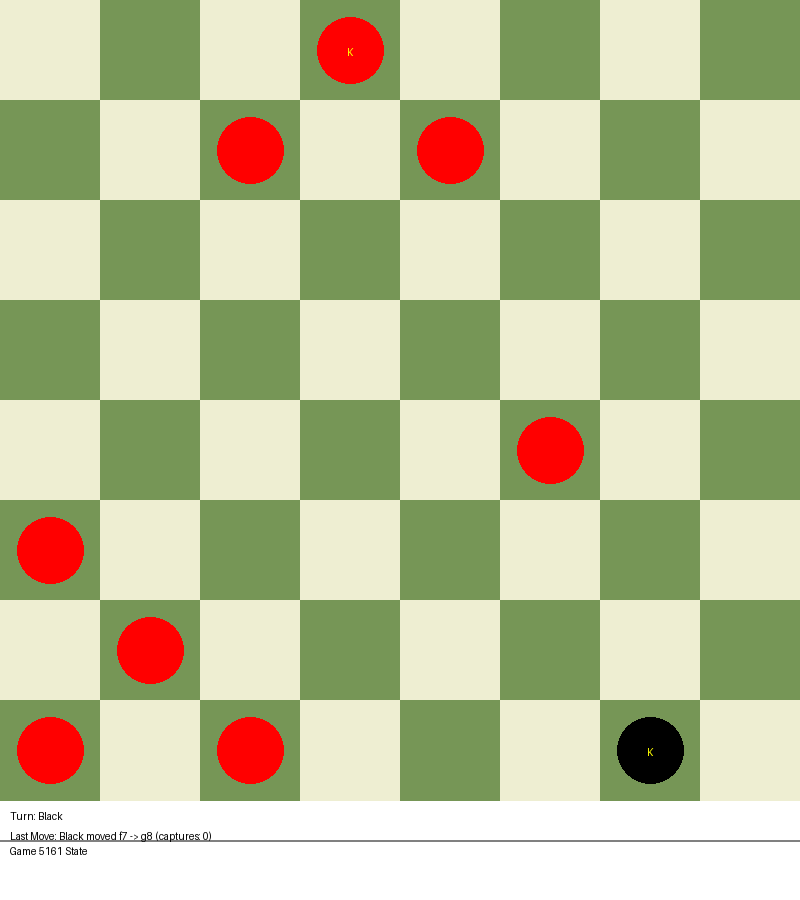 K
K
Turn: Black
Last Move: Black moved f7 -> g8 (captures: 0)
Game 5161 State